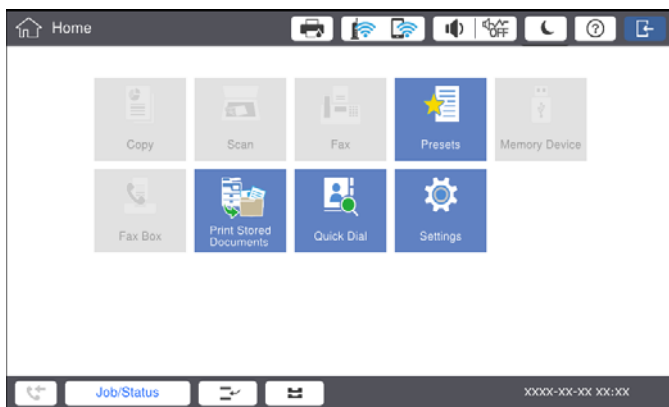 Home
OFF
Copy
Scan
Fax
Presets
Memory Device
Fax Box
Print Stored
Documents
Quick Dial
Settings
Job/Status
XXXX-XX-XX XX:XX